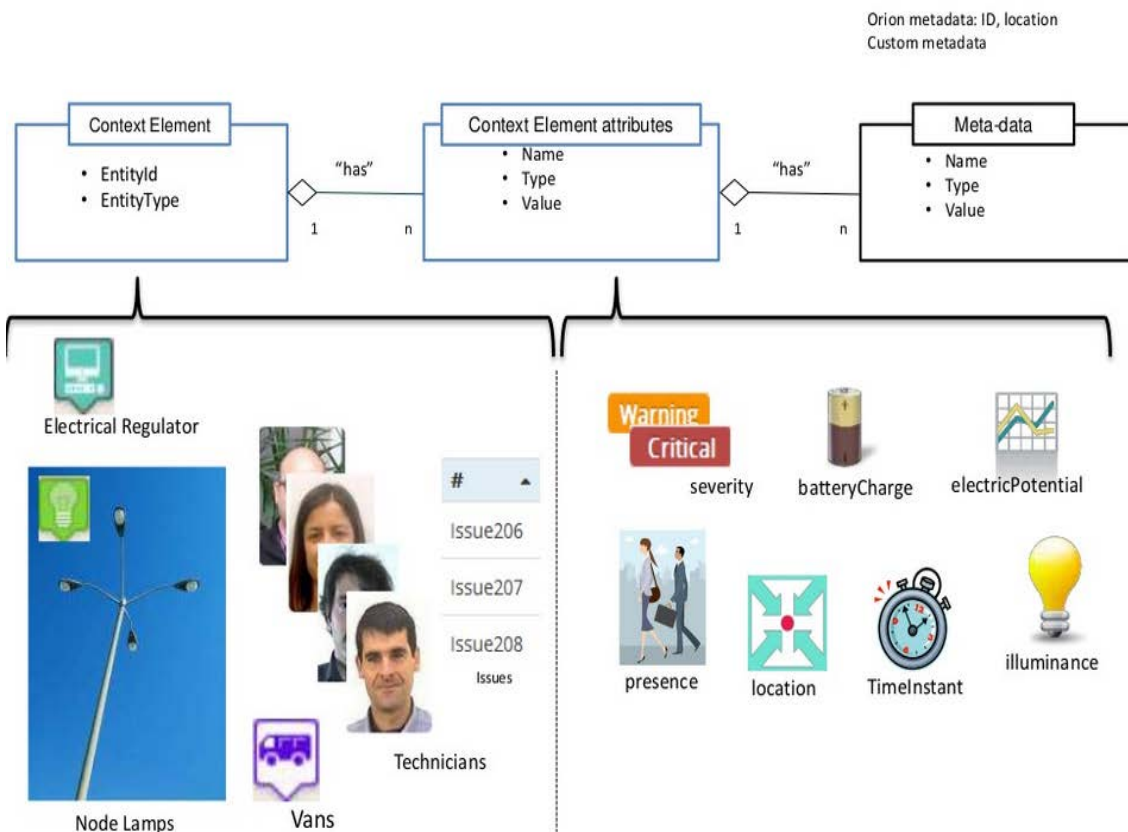 Orion metadata: ID, location
Custom metadata
Context Element
• EntityId
• EntityType
“has”
1
n
Context Element attributes
• Name
• Type
• Value
“has”
1
n
Meta-data
• Name
• Type
• Value
Electrical Regulator
Node Lamps
#
Issue206
Issue207
Issue208
Issues
Technicians
Vans
Warning
Critical
severity
batteryCharge
electricPotential
presence
location
TimeInstant
illuminance